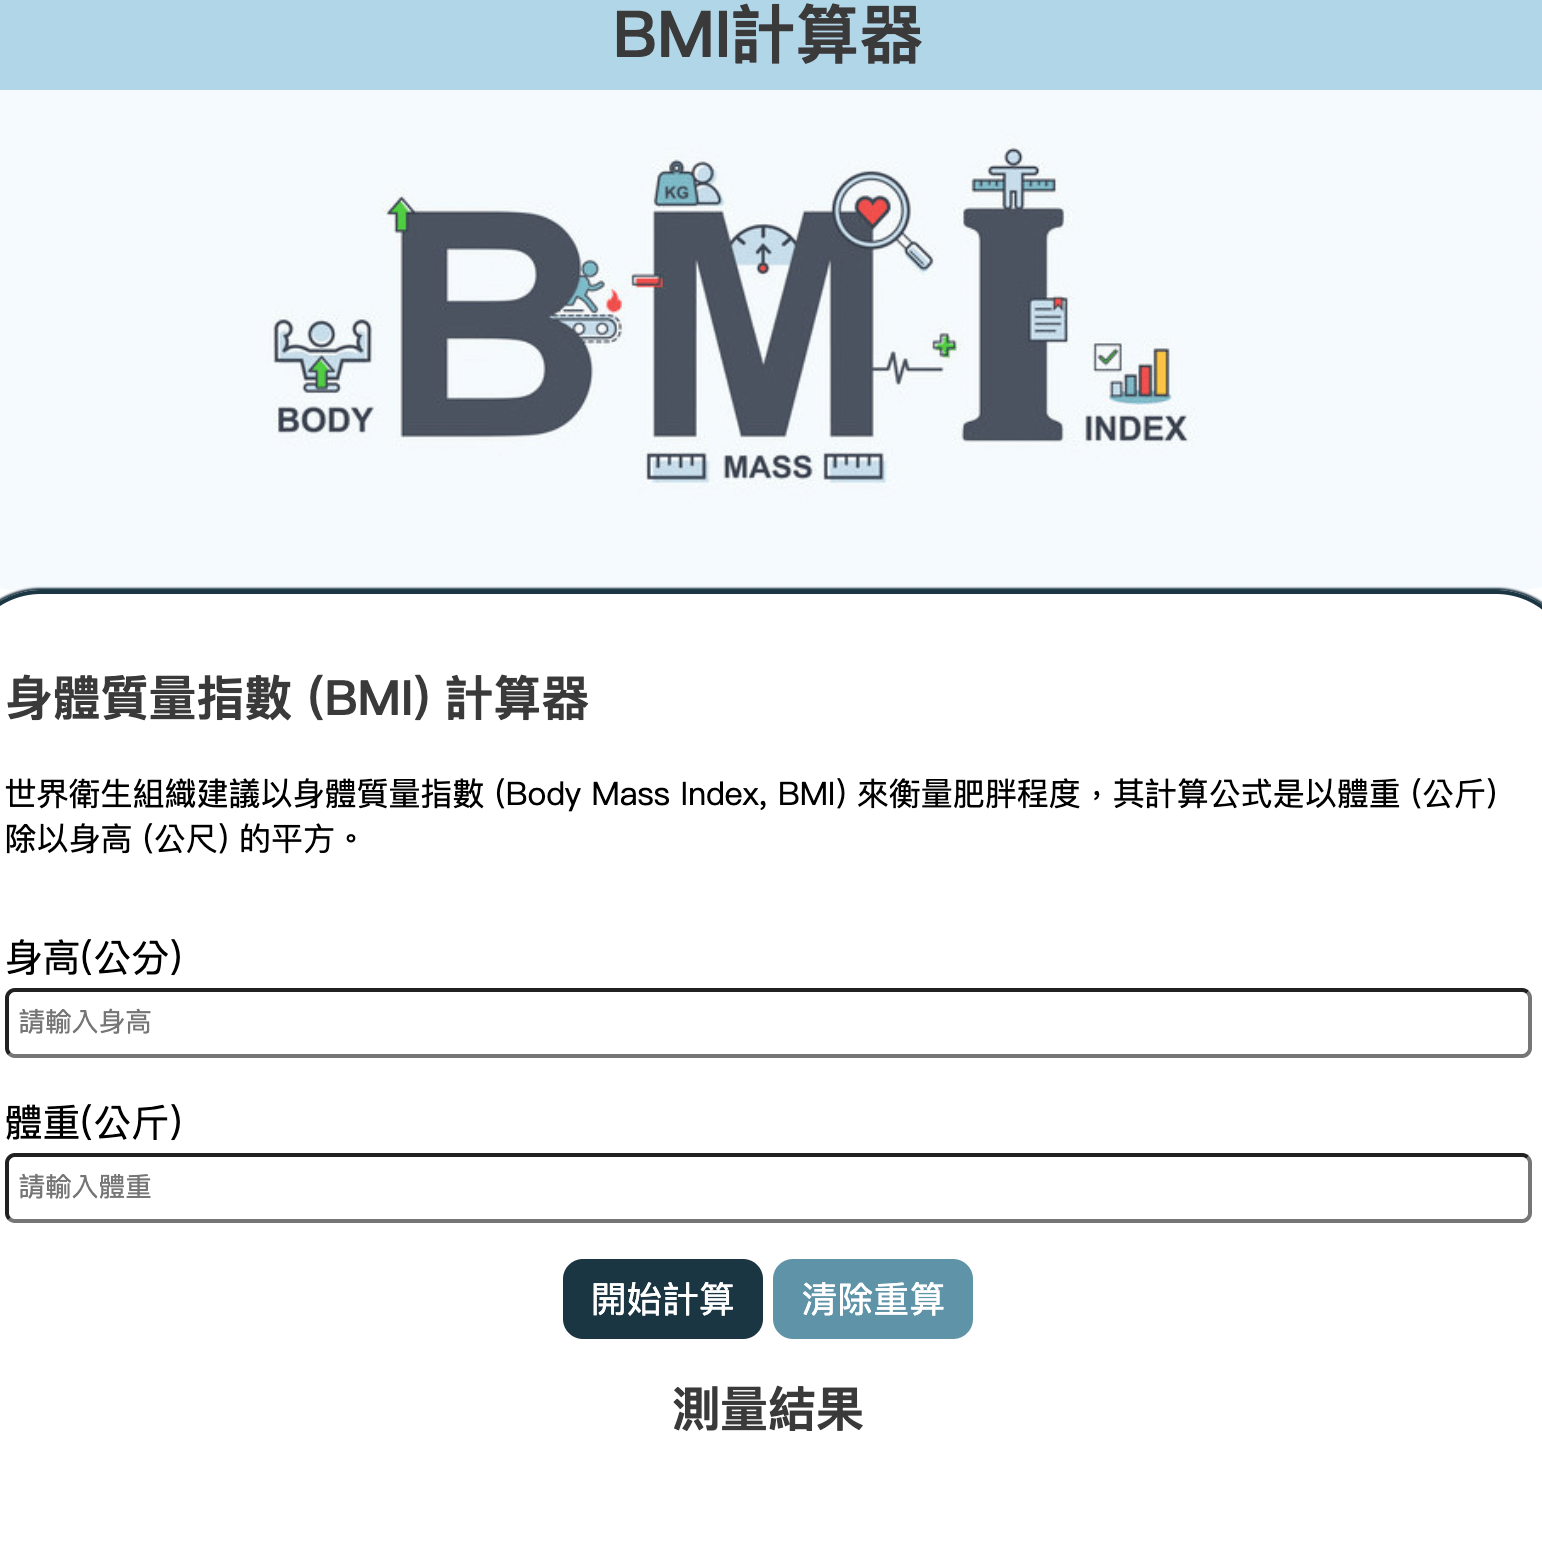 BMI計算器
KG
BMI
BODY
MASS
INDEX
身體質量指數 (BMI) 計算器
世界衛生組織建議以身體質量指數 (Body Mass Index, BMI) 來衡量肥胖程度，其計算公式是以體重 (公斤)
除以身高 (公尺) 的平方。
身高(公分)
請輸入身高
體重(公斤)
請輸入體重
開始計算 清除重算
測量結果